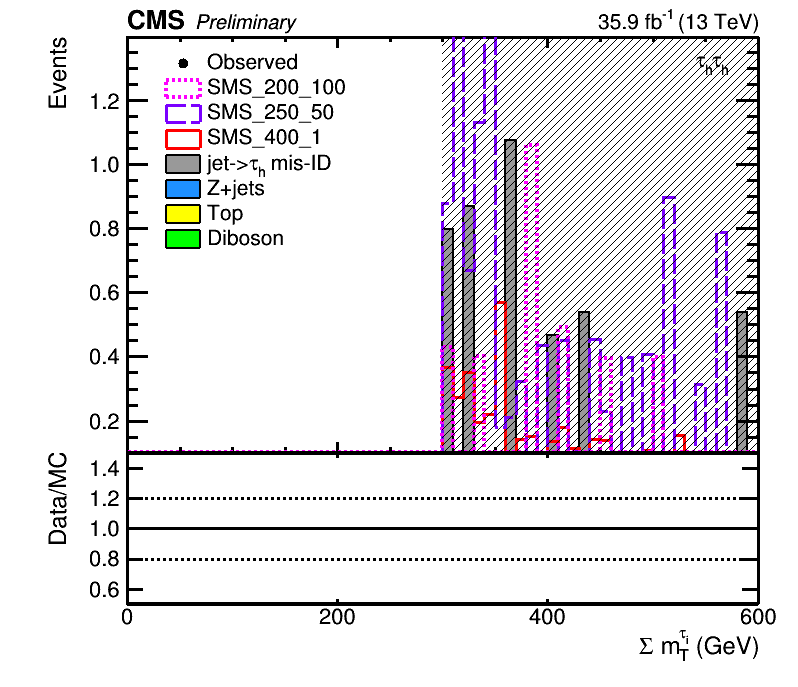 CMS Preliminary 35.9 fb⁻¹ (13 TeV)
Events
τhτh
Observed
SMS_200_100
SMS_250_50
SMS_400_1
jet->τh mis-ID
Z+jets
Top
Diboson
1.2
1.0
0.8
0.6
0.4
0.2
Data/MC
1.4
1.2
1.0
0.8
0.6
0 200 400 600
Σ mTτi (GeV)